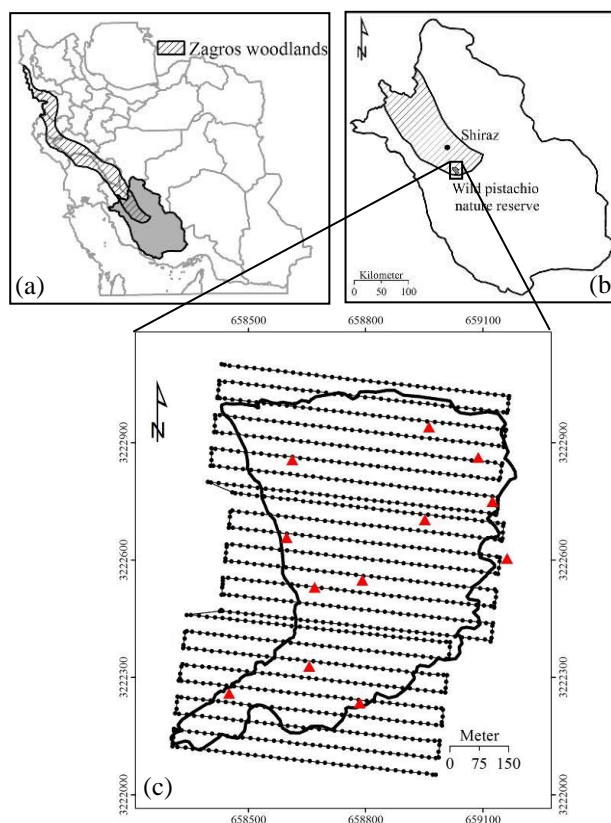 Zagros woodlands
(a)
N
Shiraz
Wild pistachio
nature reserve
Kilometer
0 50 100
(b)
658500 658800 659100
N
3222900 3222900
3222600 3222600
3222300 3222300
3222000 3222000
Meter
0 75 150
(c)
658500 658800 659100